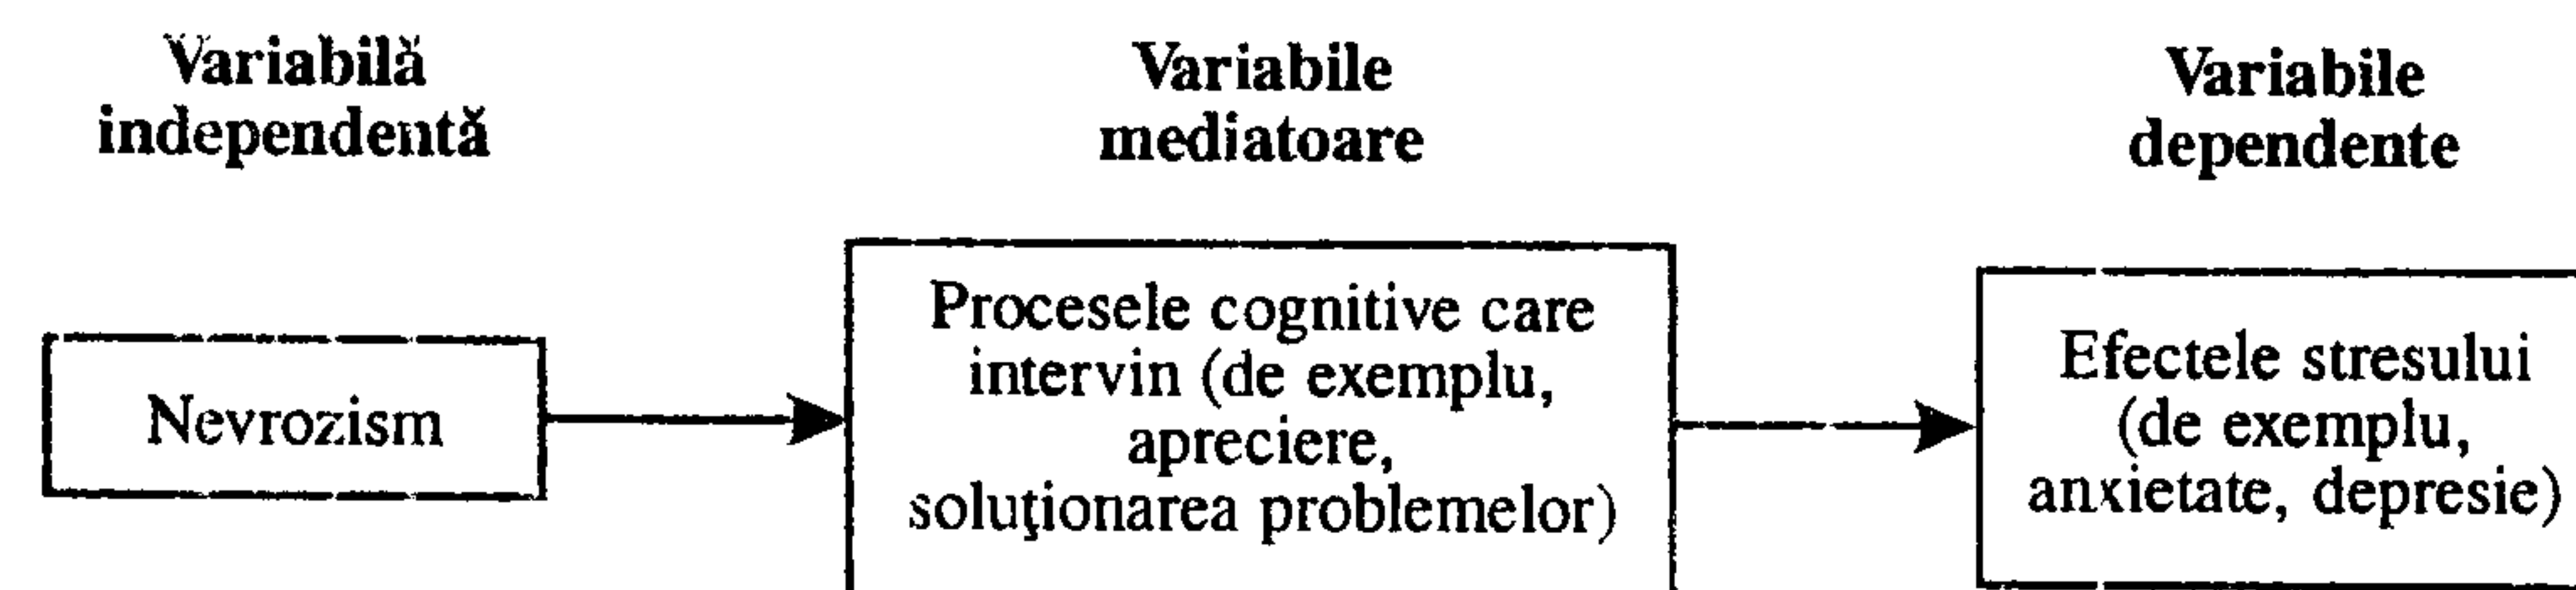 Variabilă
independentă
Variabile
mediatoare
Variabile
dependente
Nevrozism
Procesele cognitive care
intervin (de exemplu,
apreciere,
soluţionarea problemelor)
Efectele stresului
(de exemplu,
anxietate, depresie)